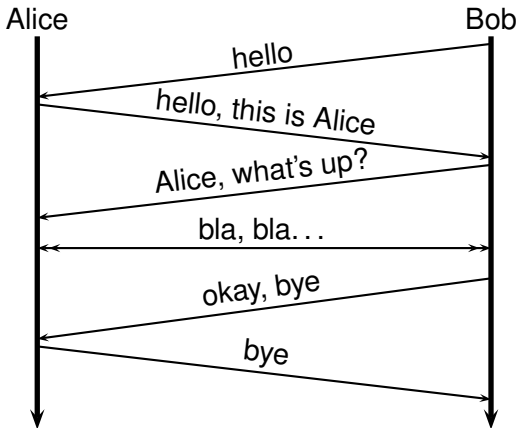 Alice
Bob
hello
hello, this is Alice
Alice, what's up?
bla, bla...
okay, bye
bye